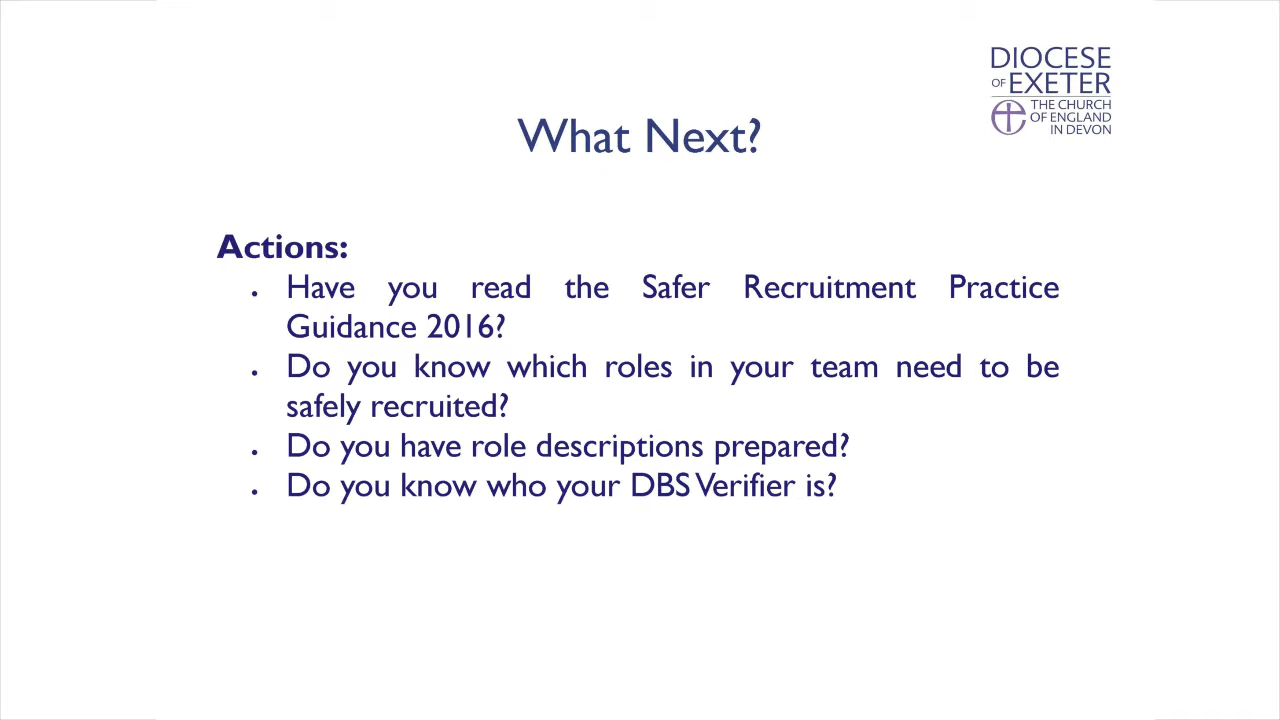 DIOCESE
OF EXETER
THE CHURCH
OF ENGLAND
IN DEVON
What Next?
Actions:
• Have you read the Safer Recruitment Practice
Guidance 2016?
• Do you know which roles in your team need to be
safely recruited?
• Do you have role descriptions prepared?
• Do you know who your DBS Verifier is?